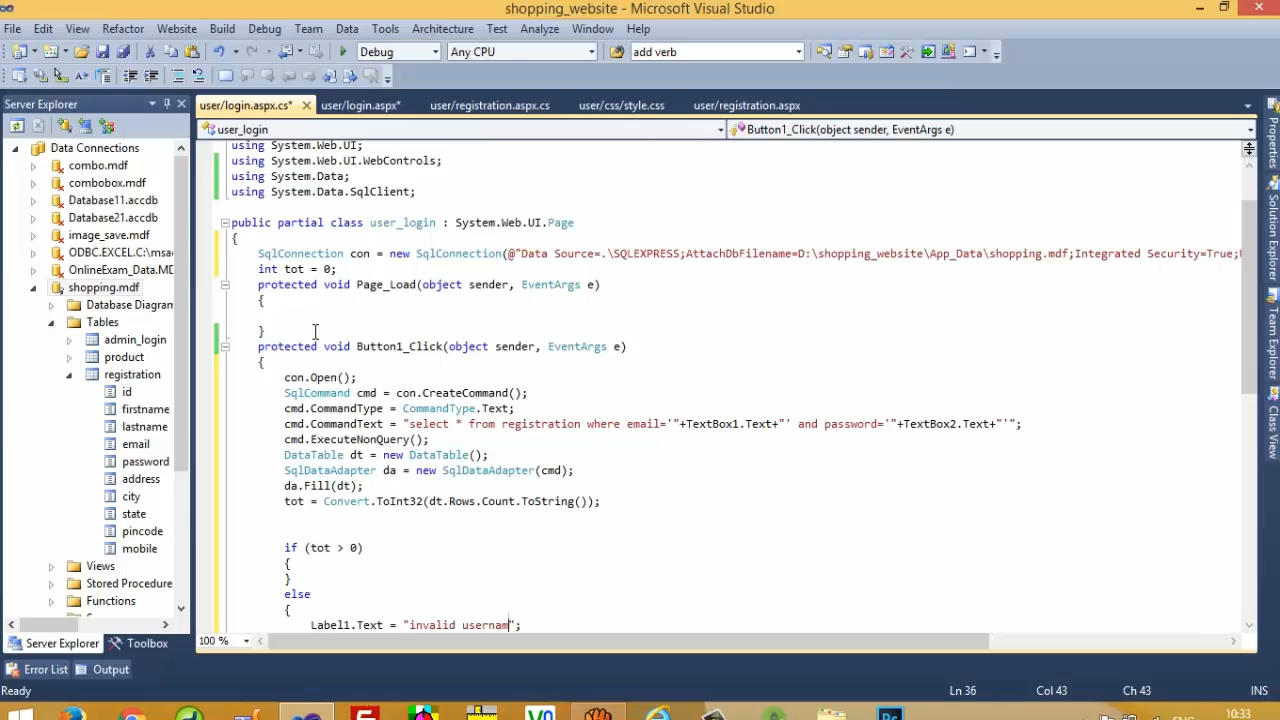 shopping_website - Microsoft Visual Studio
File Edit View Refactor Website Build Debug Team Data Tools Architecture Test Analyze Window Help
Debug Any CPU add verb
Server Explorer
user/login.aspx.cs* user/login.aspx* user/registration.aspx.cs user/css/style.css user/registration.aspx
user_login Button1_Click(object sender, EventArgs e)
Data Connections
combo.mdf
combobox.mdf
Database11.accdb
Database21.accdb
image_save.mdf
ODBC.EXCEL.C:\msa
OnlineExam_Data.MD
shopping.mdf
Database Diagram
Tables
admin_login
product
registration
id
firstname
lastname
email
password
address
city
state
pincode
mobile
Views
Stored Procedure
Functions
using System.Web.UI;
using System.Web.UI.WebControls;
using System.Data;
using System.Data.SqlClient;
public partial class user_login : System.Web.UI.Page
{
SqlConnection con = new SqlConnection(@"Data Source=.\SQLEXPRESS;AttachDbFilename=D:\shopping_website\App_Data\shopping.mdf;Integrated Security=True;
int tot = 0;
protected void Page_Load(object sender, EventArgs e)
{
}
protected void Button1_Click(object sender, EventArgs e)
{
con.Open();
SqlCommand cmd = con.CreateCommand();
cmd.CommandType = CommandType.Text;
cmd.CommandText = "select * from registration where email='"+TextBox1.Text+"' and password='"+TextBox2.Text+"'";
cmd.ExecuteNonQuery();
DataTable dt = new DataTable();
SqlDataAdapter da = new SqlDataAdapter(cmd);
da.Fill(dt);
tot = Convert.ToInt32(dt.Rows.Count.ToString());
if (tot > 0)
{
}
else
{
Label1.Text = "invalid usernam";
100 %
Properties
Solution Explorer
Team Explorer
Class View
Server Explorer Toolbox
Error List Output
Ready Ln 36 Col 43 Ch 43 INS
10:33